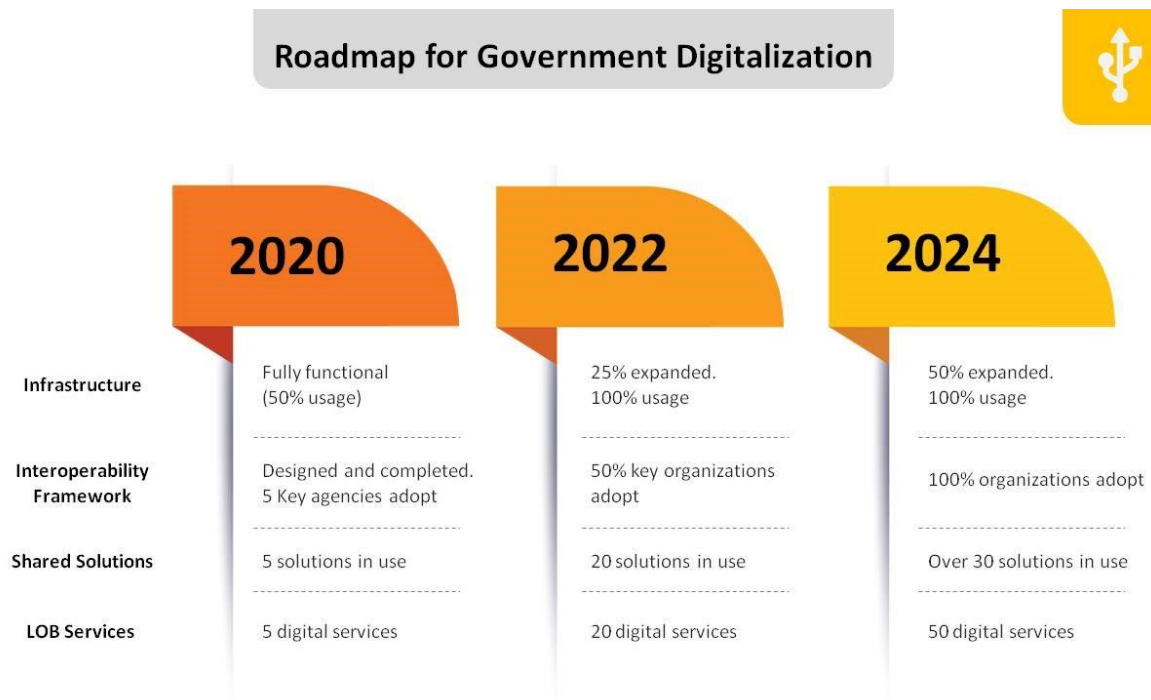 Roadmap for Government Digitalization
2020
2022
2024
Infrastructure
Fully functional
(50% usage)
25% expanded.
100% usage
50% expanded.
100% usage
Interoperability
Framework
Designed and completed.
5 Key agencies adopt
50% key organizations
adopt
100% organizations adopt
Shared Solutions
5 solutions in use
20 solutions in use
Over 30 solutions in use
LOB Services
5 digital services
20 digital services
50 digital services